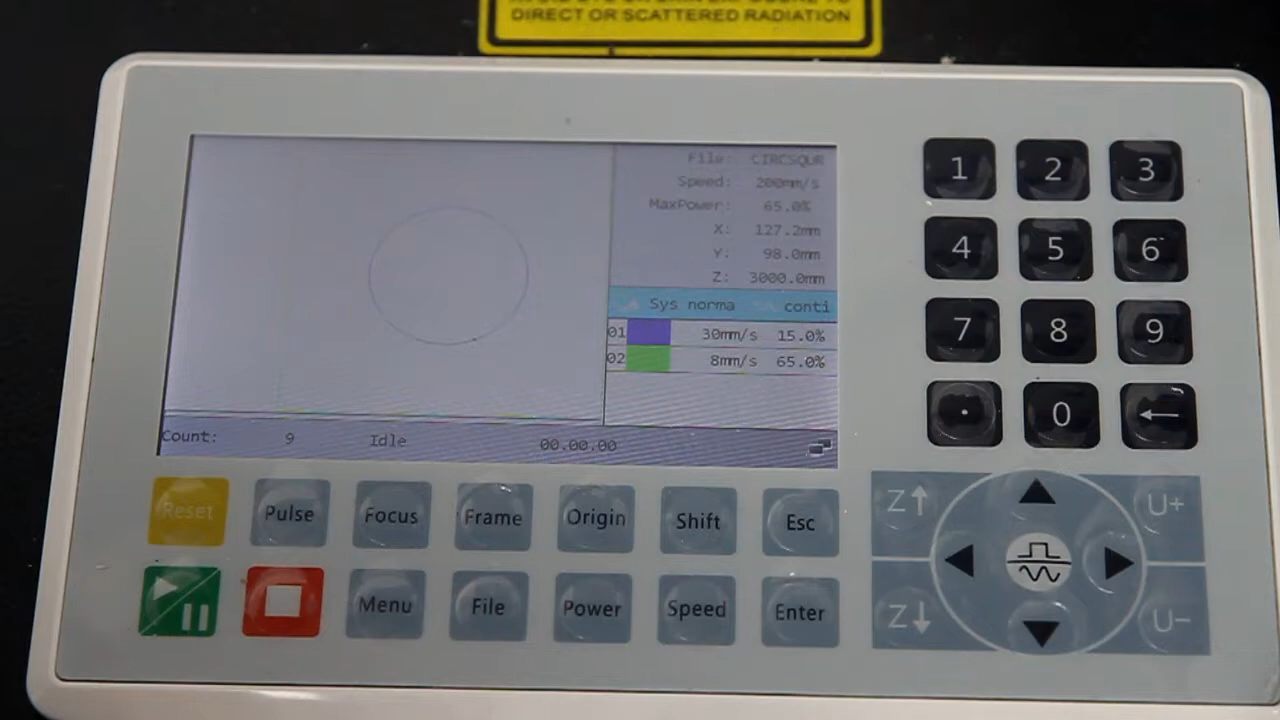 DIRECT OR SCATTERED RADIATION
File: CIRCSQUR
Speed: 200mm/s
MaxPower: 65.0%
X: 127.2mm
Y: 98.0mm
Z: 3000.0mm
Sys norma conti
01 30mm/s 15.0%
02 8mm/s 65.0%
Count: 9 Idle 00.00.00
1 2 3
4 5 6
7 8 9
. 0 ←
Reset Pulse Focus Frame Origin Shift Esc
Menu File Power Speed Enter
Z↑ U+
Z↓ U-